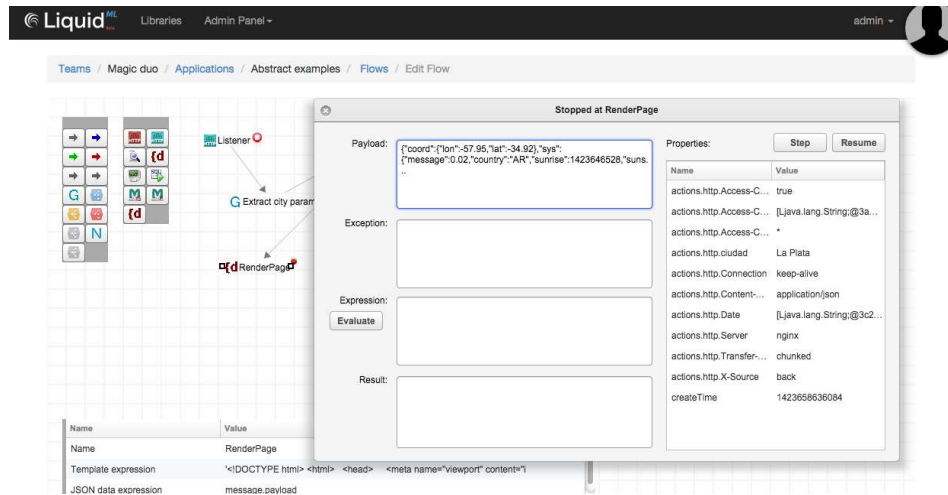 Liquid ML
Libraries
Admin Panel
admin
Teams / Magic duo / Applications / Abstract examples / Flows / Edit Flow
Stopped at RenderPage
Listener
G Extract city param
{d RenderPage
G
N
{d
M M
{d
Payload:
{"coord":{"lon":-57.95,"lat":-34.92},"sys":
{"message":0.02,"country":"AR","sunrise":1423646528,"suns.
..
Exception:
Expression:
Evaluate
Result:
Properties:
Step
Resume
Name Value
actions.http.Access-C... true
actions.http.Access-C... [Ljava.lang.String;@3a...
actions.http.Access-C... *
actions.http.ciudad La Plata
actions.http.Connection keep-alive
actions.http.Content-... application/json
actions.http.Date [Ljava.lang.String;@3c2...
actions.http.Server nginx
actions.http.Transfer-... chunked
actions.http.X-Source back
createTime 1423658636084
Name Value
Name RenderPage
Template expression '<!DOCTYPE html> <html> <head> <meta name="viewport" content="i
JSON data expression message.payload